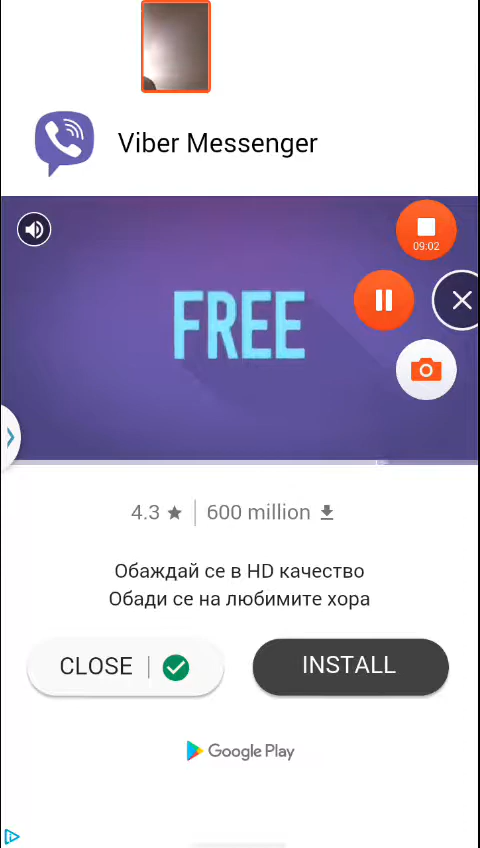 Viber Messenger
FREE
09:02
4.3 ★ | 600 million
Обаждай се в HD качество
Обади се на любимите хора
CLOSE
INSTALL
Google Play